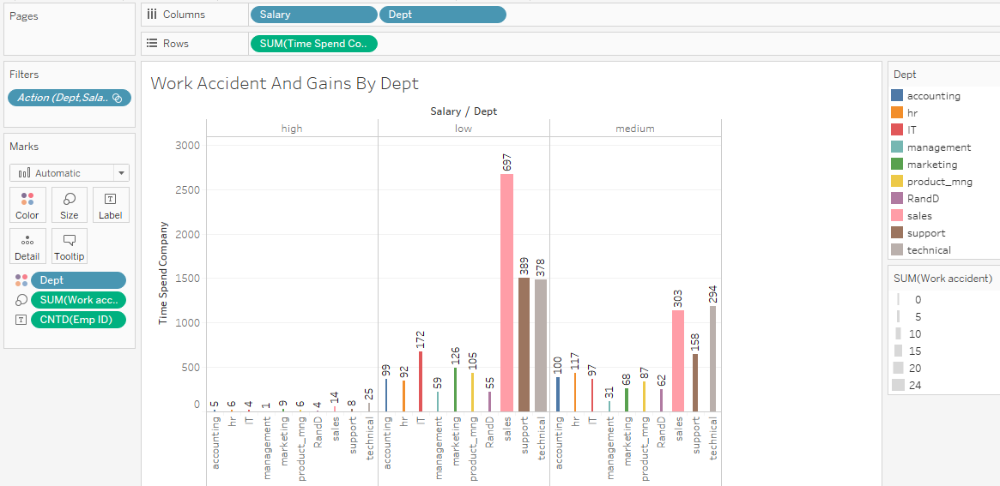 Pages
Columns
Salary
Dept
Rows
SUM(Time Spend Co..
Filters
Action (Dept,Sala..
Marks
Automatic
Color
Size
Label
Detail
Tooltip
Dept
SUM(Work acc..
CNTD(Emp ID)
Work Accident And Gains By Dept
Salary / Dept
high
low
medium
Time Spend Company
3000
2500
2000
1500
1000
500
0
5
6
4
1
9
6
4
14
8
25
99
92
172
59
126
105
55
697
389
378
100
117
97
31
68
87
62
303
158
294
accounting
hr
IT
management
marketing
product_mng
RandD
sales
support
technical
accounting
hr
IT
management
marketing
product_mng
RandD
sales
support
technical
accounting
hr
IT
management
marketing
product_mng
RandD
sales
support
technical
Dept
accounting
hr
IT
management
marketing
product_mng
RandD
sales
support
technical
SUM(Work accident)
0
5
10
15
20
24